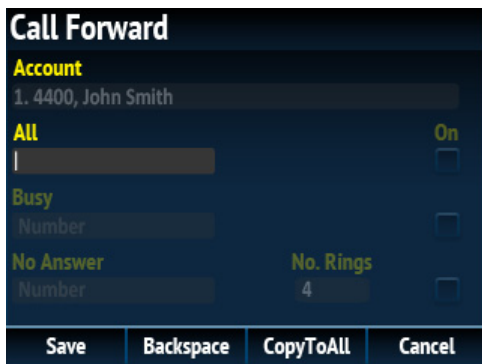 Call Forward
Account
1. 4400, John Smith
All On
Busy
Number
No Answer No. Rings
Number 4
Save Backspace CopyToAll Cancel